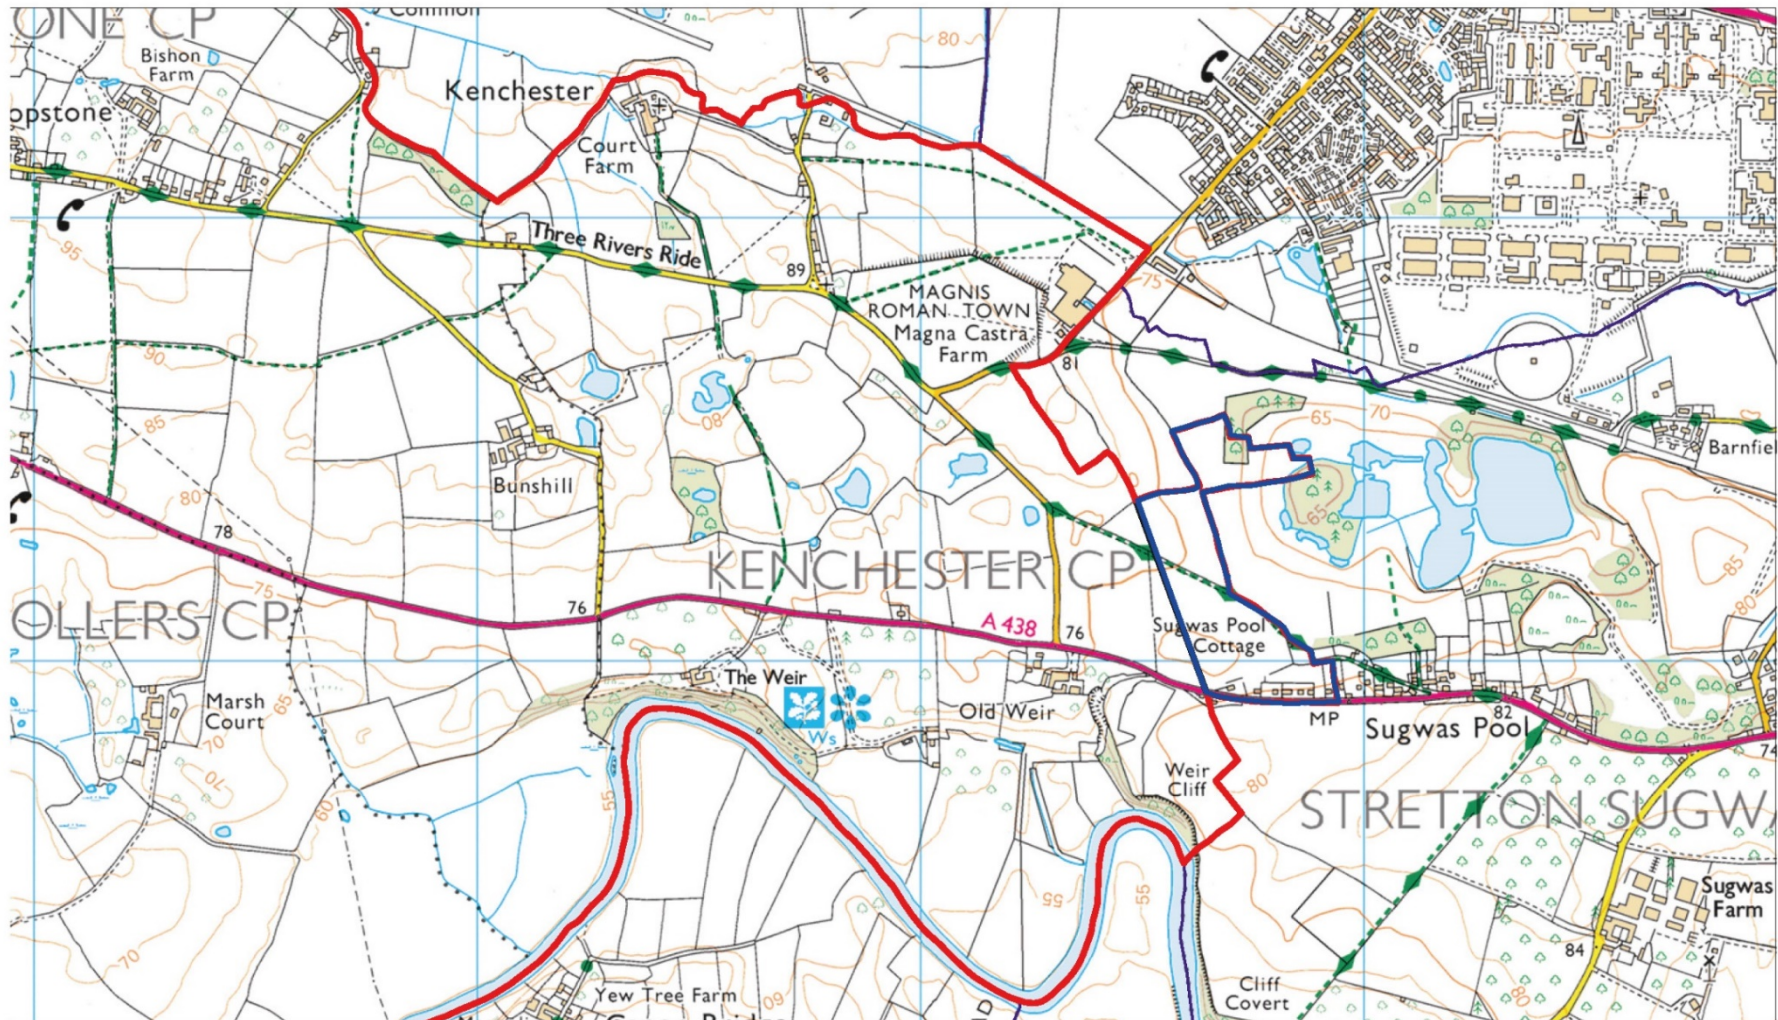 ONE CP
Common
80
Bishon
Farm
Kenchester
opstone
Court
Farm
Three Rivers Ride
95
89
75
MAGNIS
ROMAN TOWN
Magna Castra
Farm
81
90
85
80
65
70
Barnfiel
80
Bunshill
65
78
KENCHESTER CP
85
75
76
OLLERS CP
A 438
76
80
Sugwas Pool
Cottage
The Weir
Marsh
Court
65
Ws
Old Weir
MP
82
Sugwas Pool
74
70
70
Weir
Cliff
80
55
60
STRETTON SUGWA
55
55
Sugwas
Farm
70
84
Yew Tree Farm
60
Cliff
Covert
80